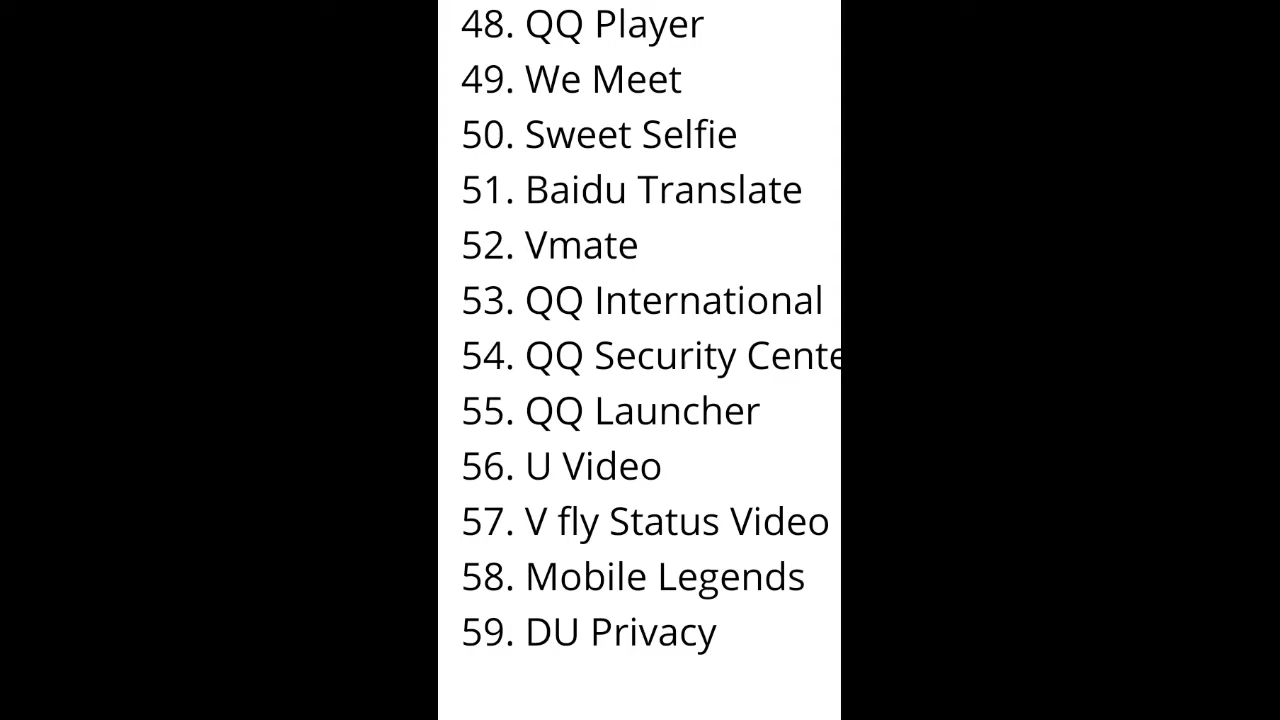 48. QQ Player
49. We Meet
50. Sweet Selfie
51. Baidu Translate
52. Vmate
53. QQ International
54. QQ Security Cente
55. QQ Launcher
56. U Video
57. V fly Status Video
58. Mobile Legends
59. DU Privacy